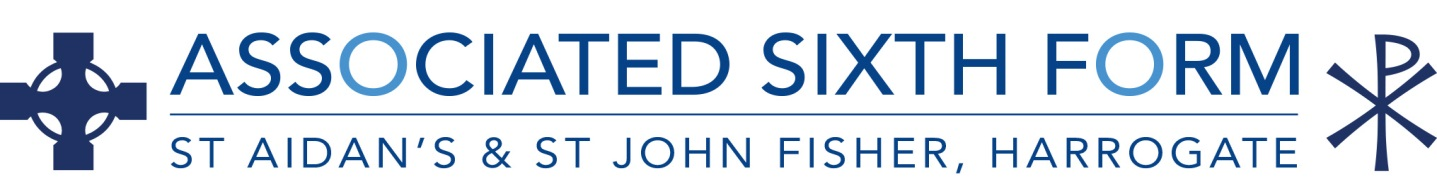 ASSOCIATED SIXTH FORM
ST AIDAN'S & ST JOHN FISHER, HARROGATE